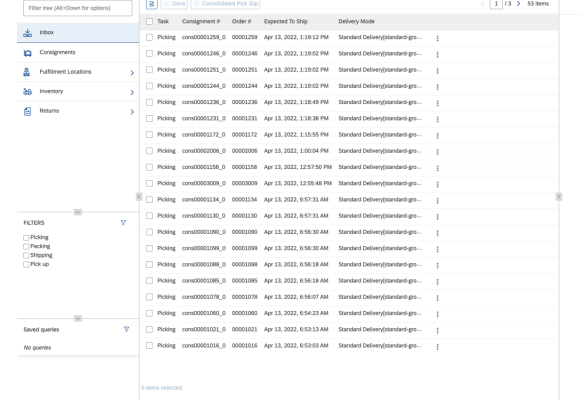 Filter tree (Alt+Down for options)
Inbox
Consignments
Fulfilment Locations
Inventory
Returns
FILTERS
Picking
Packing
Shipping
Pick up
Saved queries
No queries
Done Consolidated Pick Slip 1 / 3 53 items
Task Consignment # Order # Expected To Ship Delivery Mode
Picking cons00001259_0 00001259 Apr 13, 2022, 1:19:12 PM Standard Delivery[standard-gro...
Picking cons00001246_0 00001246 Apr 13, 2022, 1:19:02 PM Standard Delivery[standard-gro...
Picking cons00001251_0 00001251 Apr 13, 2022, 1:19:02 PM Standard Delivery[standard-gro...
Picking cons00001244_0 00001244 Apr 13, 2022, 1:19:02 PM Standard Delivery[standard-gro...
Picking cons00001236_0 00001236 Apr 13, 2022, 1:18:49 PM Standard Delivery[standard-gro...
Picking cons00001231_0 00001231 Apr 13, 2022, 1:18:38 PM Standard Delivery[standard-gro...
Picking cons00001172_0 00001172 Apr 13, 2022, 1:15:55 PM Standard Delivery[standard-gro...
Picking cons00002006_0 00002006 Apr 13, 2022, 1:00:04 PM Standard Delivery[standard-gro...
Picking cons00001158_0 00001158 Apr 13, 2022, 12:57:50 PM Standard Delivery[standard-gro...
Picking cons00003009_0 00003009 Apr 13, 2022, 12:55:48 PM Standard Delivery[standard-gro...
Picking cons00001134_0 00001134 Apr 13, 2022, 6:57:31 AM Standard Delivery[standard-gro...
Picking cons00001130_0 00001130 Apr 13, 2022, 6:57:31 AM Standard Delivery[standard-gro...
Picking cons00001090_0 00001090 Apr 13, 2022, 6:56:30 AM Standard Delivery[standard-gro...
Picking cons00001099_0 00001099 Apr 13, 2022, 6:56:30 AM Standard Delivery[standard-gro...
Picking cons00001088_0 00001088 Apr 13, 2022, 6:56:18 AM Standard Delivery[standard-gro...
Picking cons00001085_0 00001085 Apr 13, 2022, 6:56:18 AM Standard Delivery[standard-gro...
Picking cons00001078_0 00001078 Apr 13, 2022, 6:56:07 AM Standard Delivery[standard-gro...
Picking cons00001060_0 00001060 Apr 13, 2022, 6:54:23 AM Standard Delivery[standard-gro...
Picking cons00001021_0 00001021 Apr 13, 2022, 6:53:13 AM Standard Delivery[standard-gro...
Picking cons00001016_0 00001016 Apr 13, 2022, 6:53:03 AM Standard Delivery[standard-gro...
0 items selected